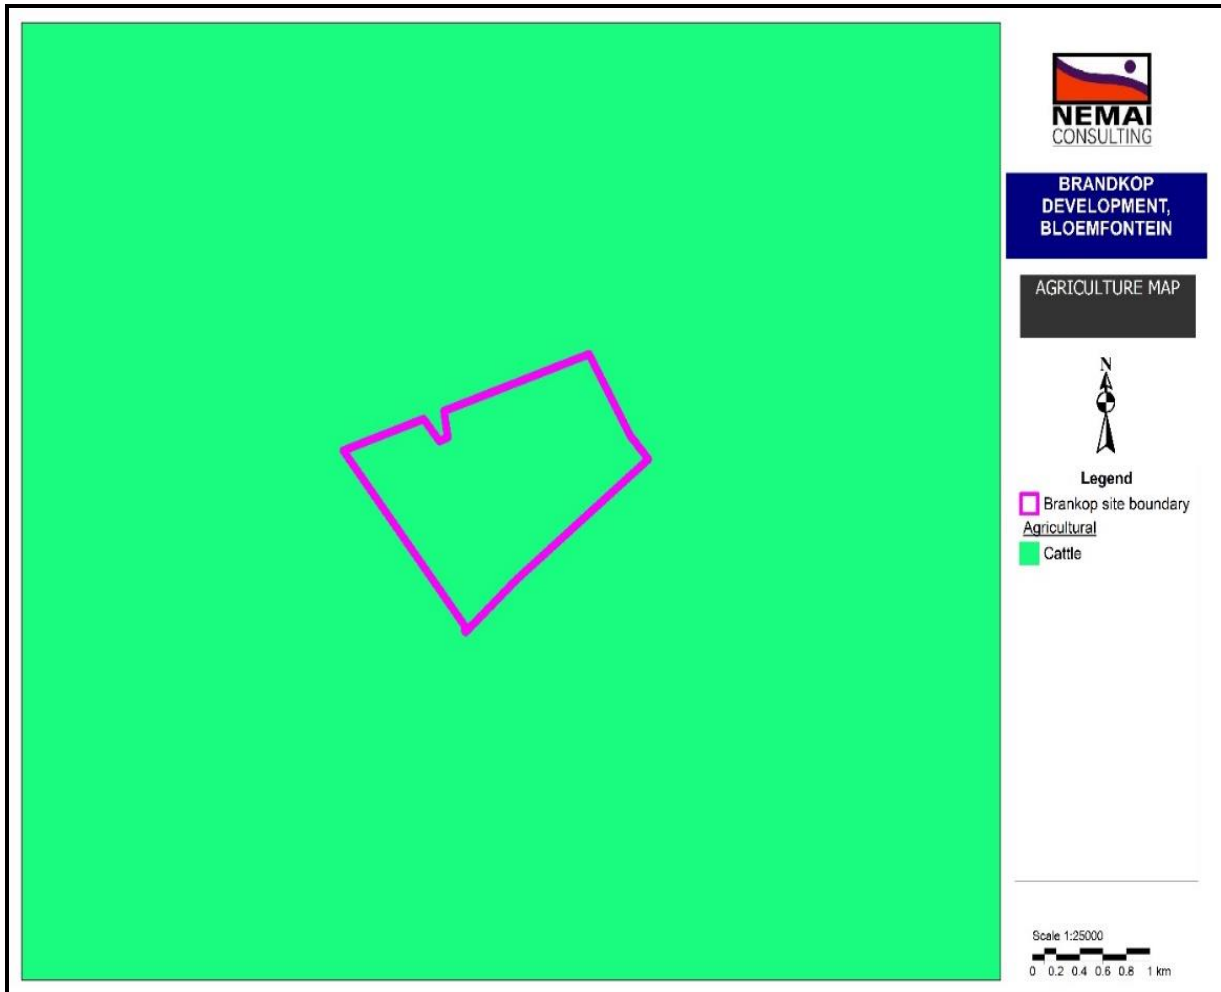 NEMAI
CONSULTING
BRANDKOP
DEVELOPMENT,
BLOEMFONTEIN
AGRICULTURE MAP
N
Legend
Brankop site boundary
Agricultural
Cattle
Scale 1:25000
0 0.2 0.4 0.6 0.8 1 km